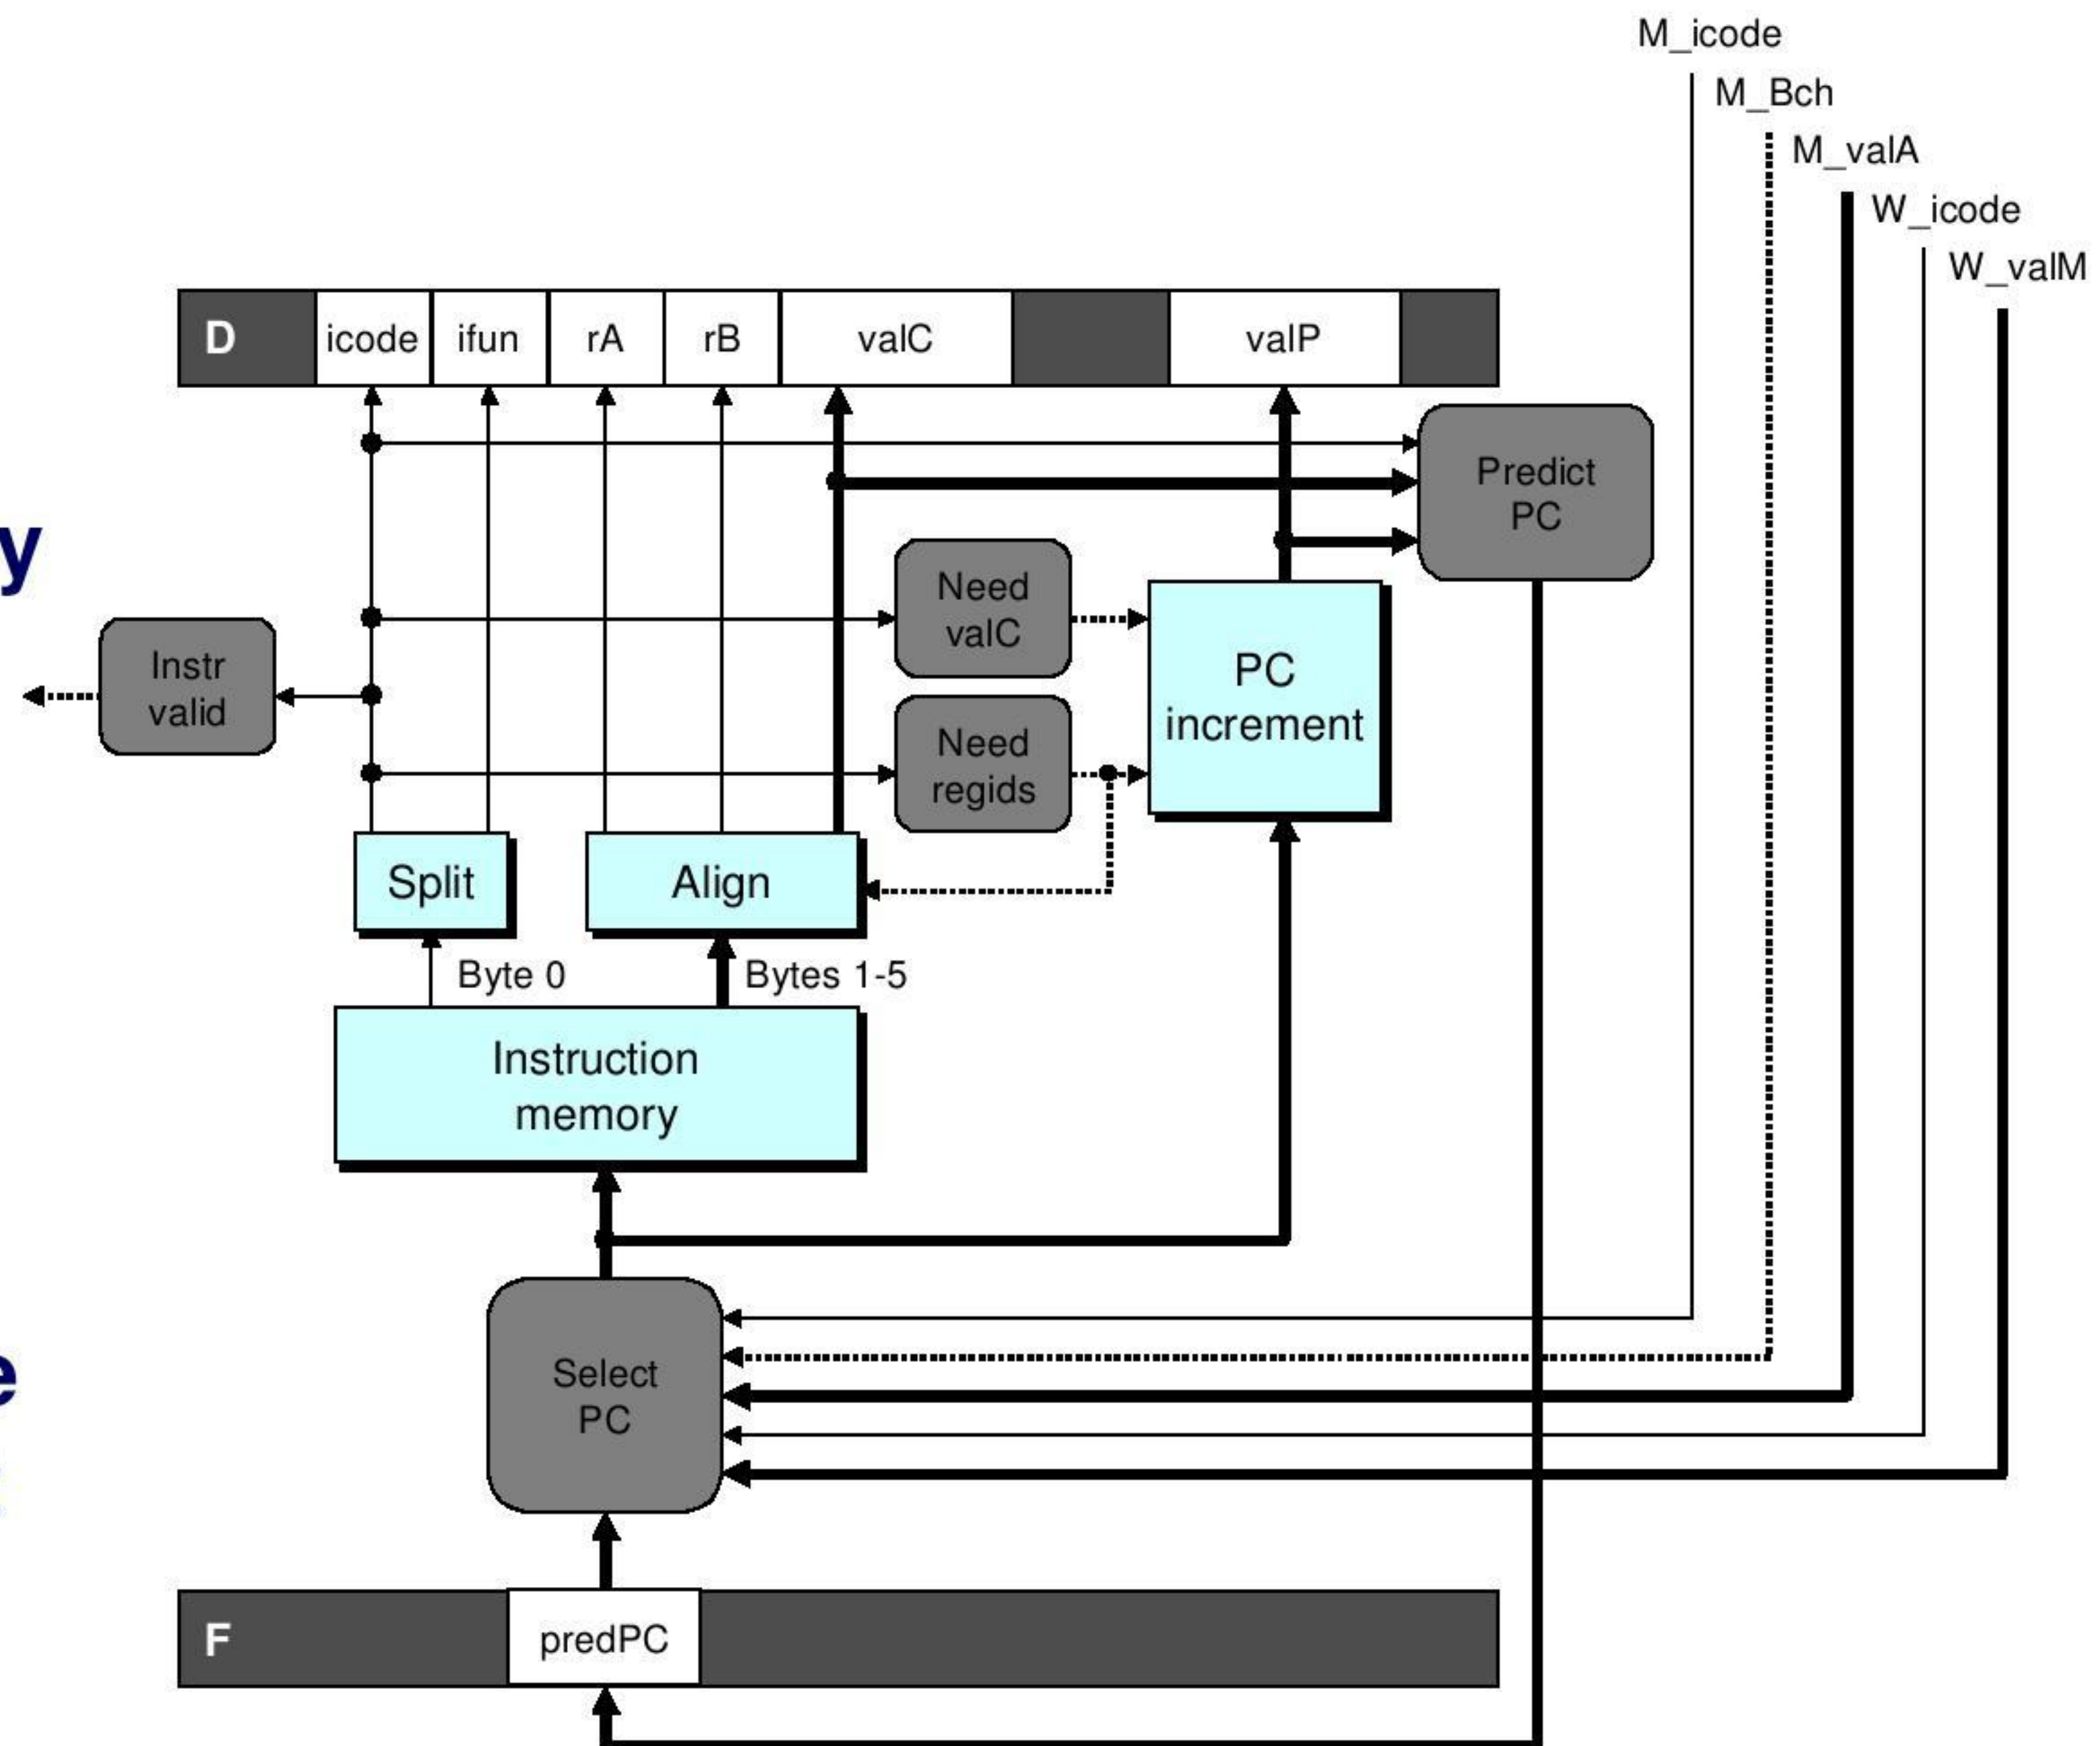 M_icode
M_Bch
M_valA
W_icode
W_valM
D
icode
ifun
rA
rB
valC
valP
Predict
PC
y
Need
valC
Instr
valid
PC
increment
Need
regids
Split
Align
Byte 0
Bytes 1-5
Instruction
memory
Select
PC
e
F
predPC